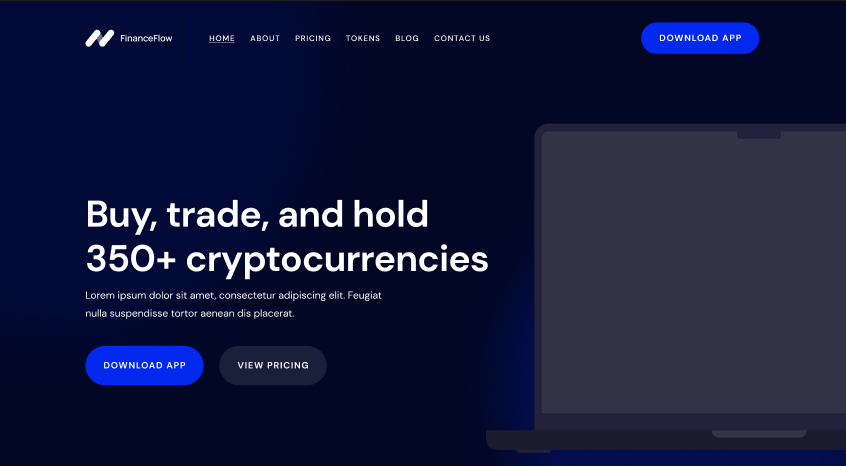 FinanceFlow
HOME ABOUT PRICING TOKENS BLOG CONTACT US
DOWNLOAD APP
Buy, trade, and hold
350+ cryptocurrencies
Lorem ipsum dolor sit amet, consectetur adipiscing elit. Feugiat
nulla suspendisse tortor aenean dis placerat.
DOWNLOAD APP
VIEW PRICING